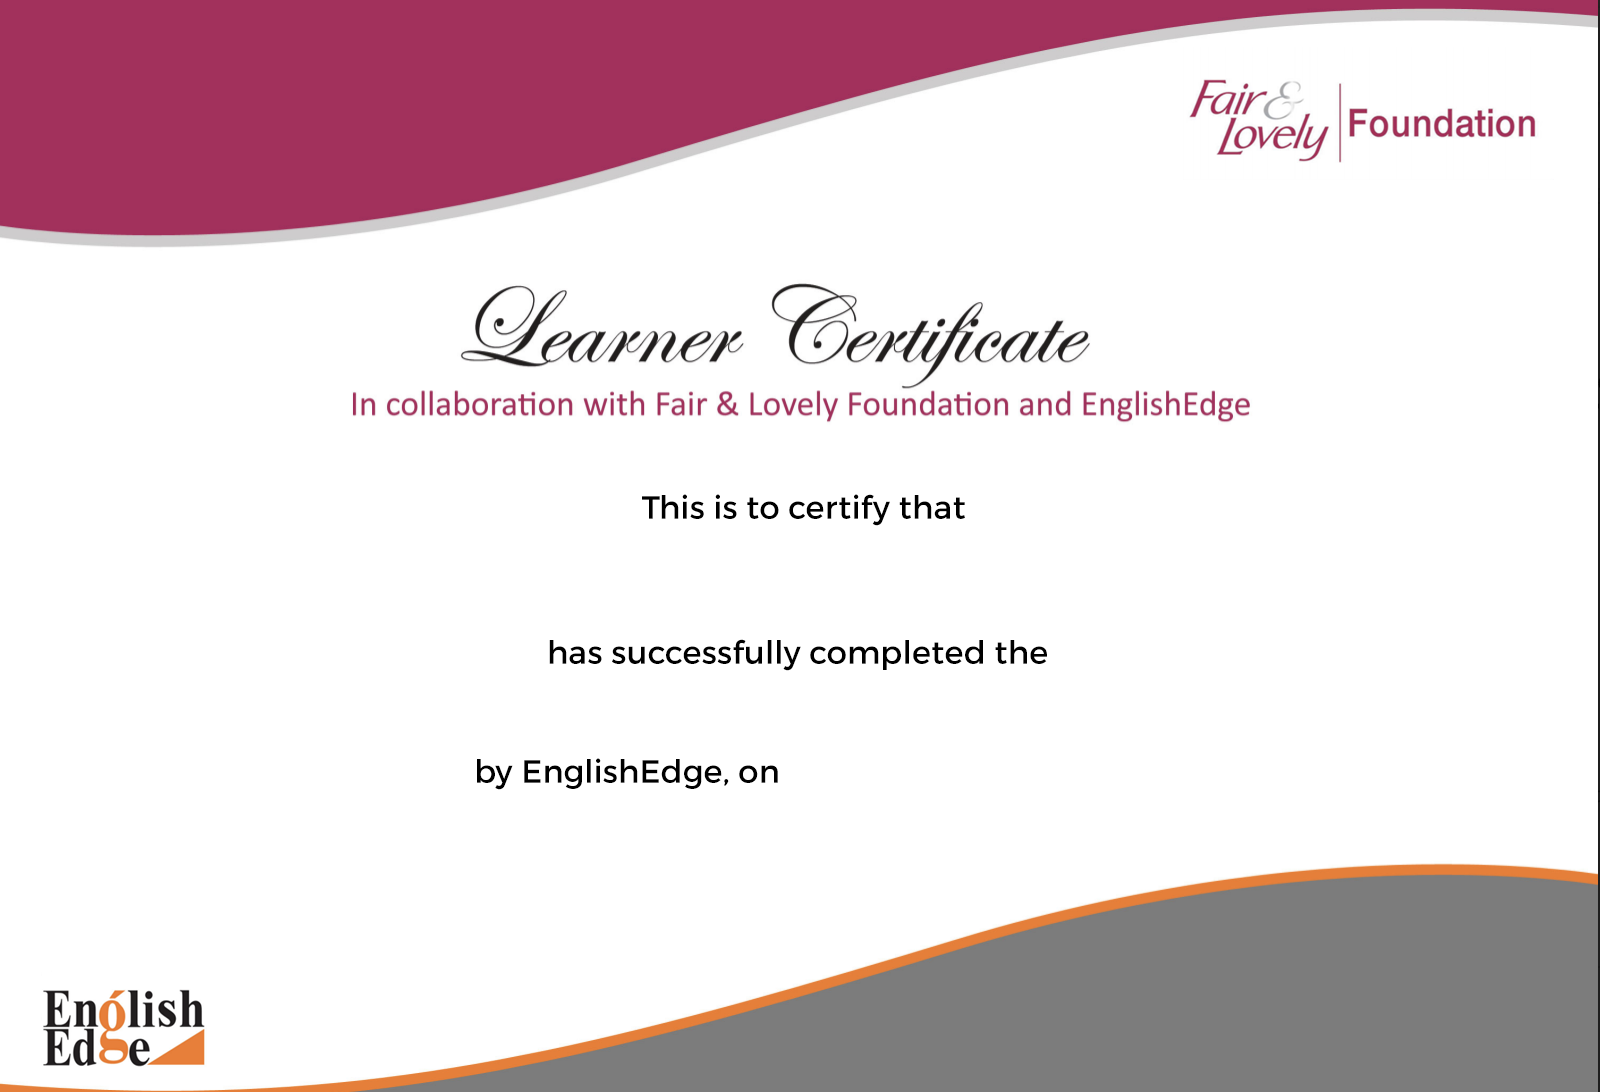 Fair &
Lovely
Foundation
Learner Certificate
In collaboration with Fair & Lovely Foundation and EnglishEdge
This is to certify that
has successfully completed the
by EnglishEdge, on
English
Edge